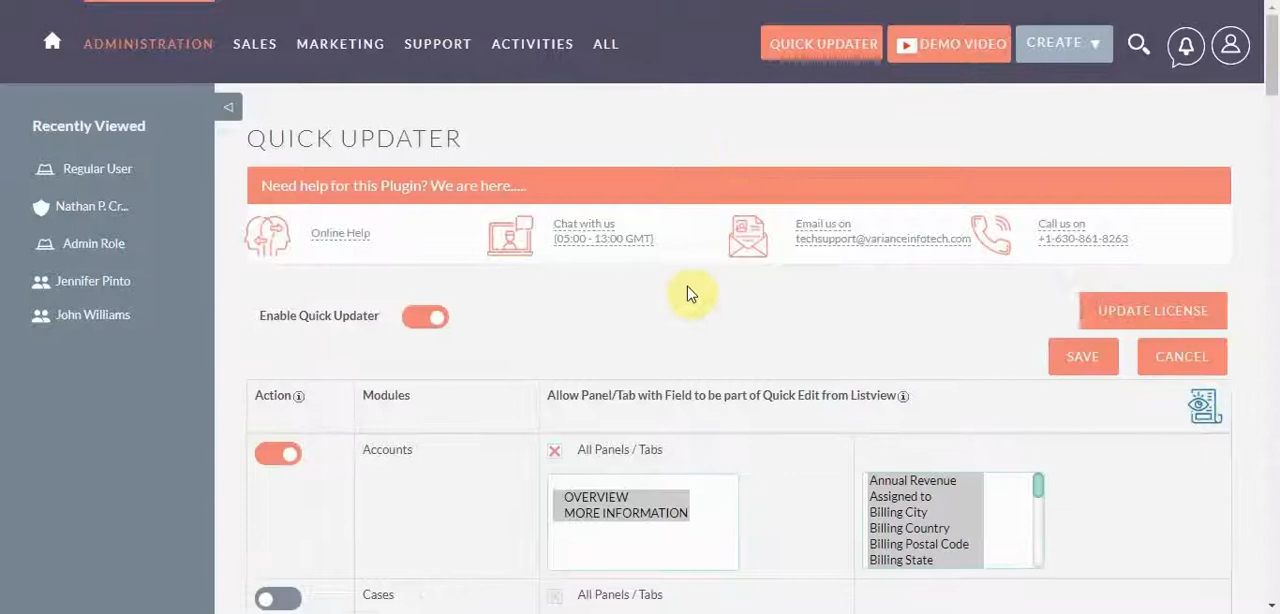 ADMINISTRATION SALES MARKETING SUPPORT ACTIVITIES ALL QUICK UPDATER DEMO VIDEO CREATE ▼
Recently Viewed
Regular User
Nathan P. Cr...
Admin Role
Jennifer Pinto
John Williams
QUICK UPDATER
Need help for this Plugin? We are here.....
Online Help
Chat with us
(05:00 - 13:00 GMT)
Email us on
techsupport@varianceinfotech.com
Call us on
+1-630-861-8263
Enable Quick Updater
UPDATE LICENSE
SAVE CANCEL
Action Modules Allow Panel/Tab with Field to be part of Quick Edit from Listview
Accounts All Panels / Tabs
OVERVIEW
MORE INFORMATION
Annual Revenue
Assigned to
Billing City
Billing Country
Billing Postal Code
Billing State
Cases All Panels / Tabs